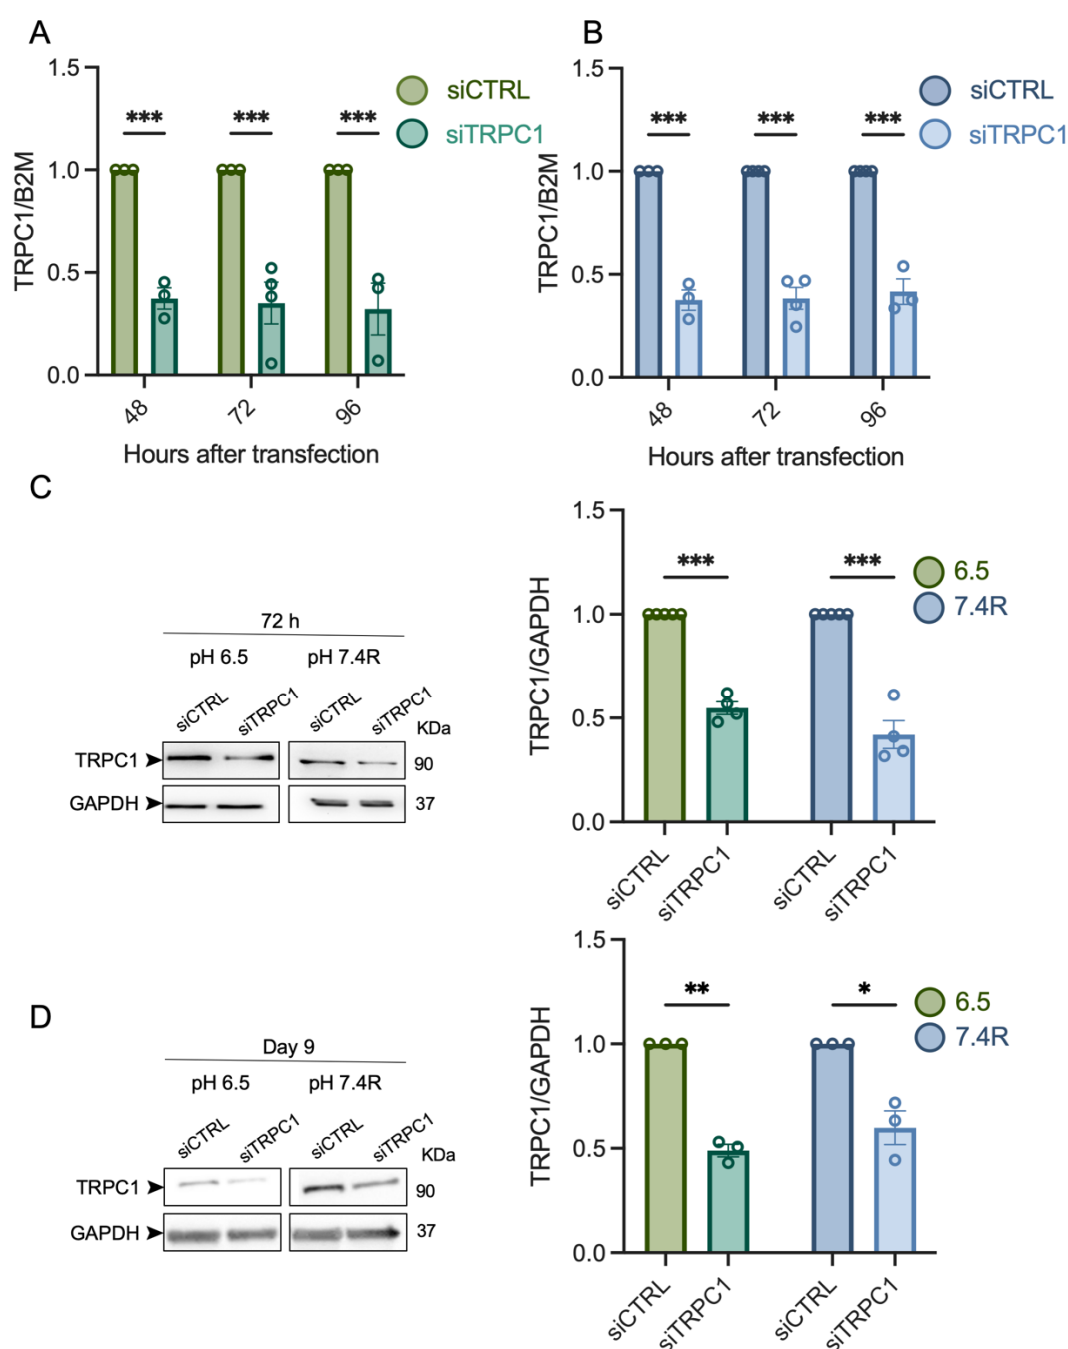 A
1.5
1.0
0.5
0.0
TRPC1/B2M
*** *** ***
siCTRL
siTRPC1
48 72 96
Hours after transfection
B
1.5
1.0
0.5
0.0
TRPC1/B2M
*** *** ***
siCTRL
siTRPC1
48 72 96
Hours after transfection
C
72 h
pH 6.5 pH 7.4R
siCTRL siTRPC1 siCTRL siTRPC1
KDa
TRPC1 90
GAPDH 37
1.5
1.0
0.5
0.0
TRPC1/GAPDH
*** ***
6.5
7.4R
siCTRL siTRPC1 siCTRL siTRPC1
D
Day 9
pH 6.5 pH 7.4R
siCTRL siTRPC1 siCTRL siTRPC1
KDa
TRPC1 90
GAPDH 37
1.5
1.0
0.5
0.0
TRPC1/GAPDH
** *
6.5
7.4R
siCTRL siTRPC1 siCTRL siTRPC1